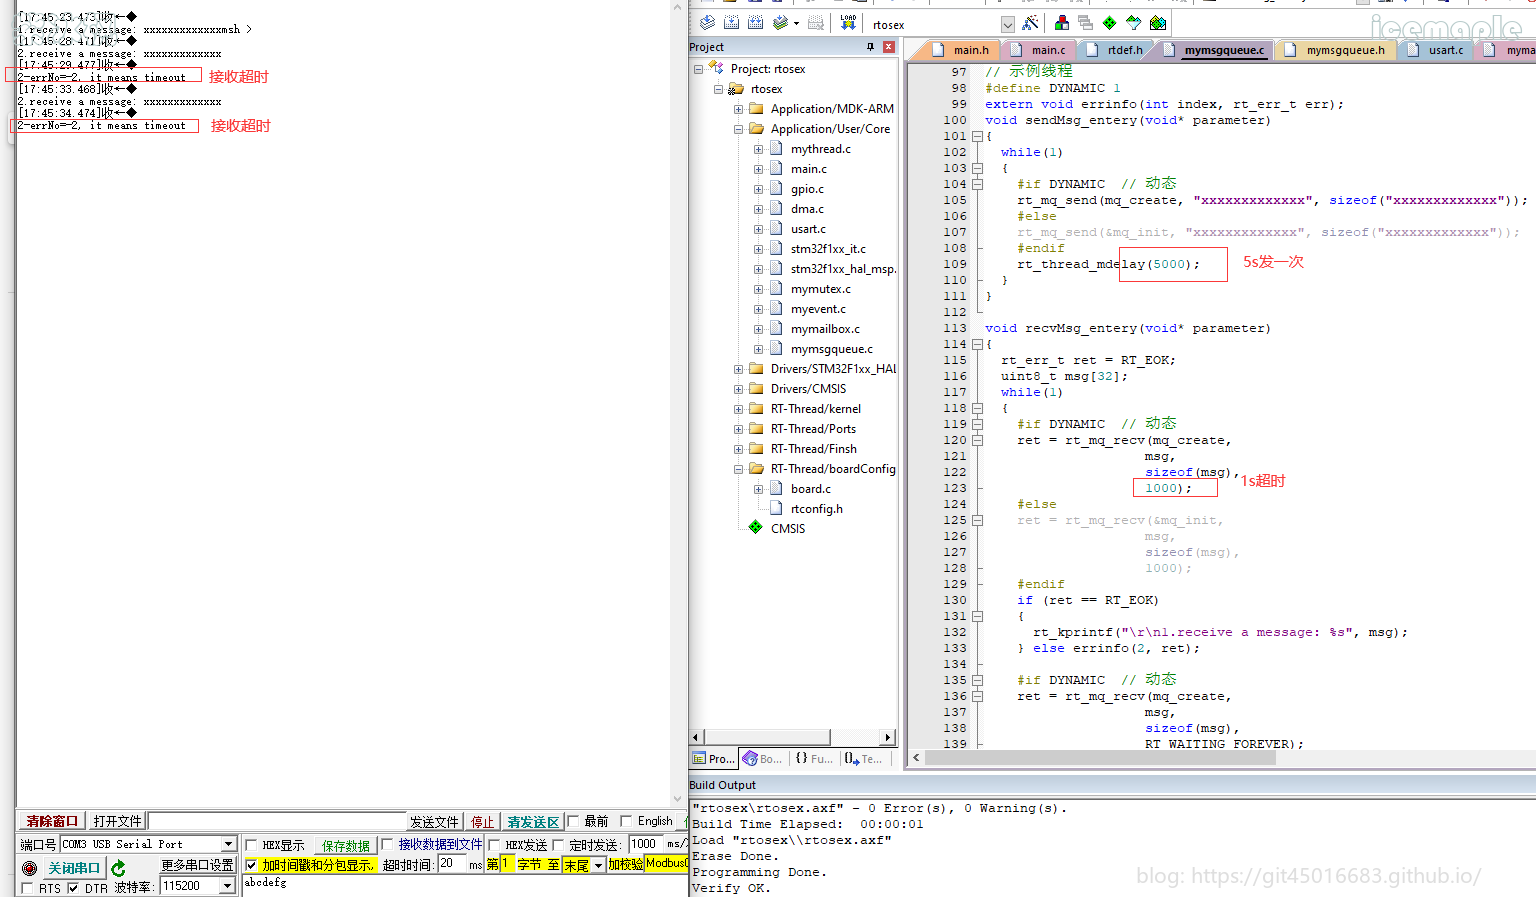 [17:45:23.473]收←◆
1.receive a message: xxxxxxxxxxxxxmsh >
[17:45:28.471]收←◆
2.receive a message: xxxxxxxxxxxxx
[17:45:29.477]收←◆
2-errNo=-2, it means timeout
接收超时
[17:45:33.468]收←◆
2.receive a message: xxxxxxxxxxxxx
[17:45:34.474]收←◆
2-errNo=-2, it means timeout
接收超时
清除窗口 打开文件 发送文件 停止 清发送区 最前 English
端口号 COM3 USB Serial Port HEX显示 保存数据 接收数据到文件 HEX发送 定时发送: 1000
关闭串口 更多串口设置 加时间戳和分包显示, 超时时间: 20 ms 第1 字节 至 末尾 加校验
RTS DTR 波特率: 115200
abcdefg
LOAD
rtosex
icemaple
Project
Project: rtosex
rtosex
Application/MDK-ARM
Application/User/Core
mythread.c
main.c
gpio.c
dma.c
usart.c
stm32f1xx_it.c
stm32f1xx_hal_msp.
mymutex.c
myevent.c
mymailbox.c
mymsgqueue.c
Drivers/STM32F1xx_HAL
Drivers/CMSIS
RT-Thread/kernel
RT-Thread/Ports
RT-Thread/Finsh
RT-Thread/boardConfig
board.c
rtconfig.h
CMSIS
Pro... Bo... {} Fu... Te...
main.h main.c rtdef.h mymsgqueue.c mymsgqueue.h usart.c myma
97 // 示例线程
98 #define DYNAMIC 1
99 extern void errinfo(int index, rt_err_t err);
100 void sendMsg_entery(void* parameter)
101 {
102 while(1)
103 {
104 #if DYNAMIC // 动态
105 rt_mq_send(mq_create, "xxxxxxxxxxxxx", sizeof("xxxxxxxxxxxxx"));
106 #else
107 rt_mq_send(&mq_init, "xxxxxxxxxxxxx", sizeof("xxxxxxxxxxxxx"));
108 #endif
109 rt_thread_mdelay(5000);
5s发一次
110 }
111 }
112
113 void recvMsg_entery(void* parameter)
114 {
115 rt_err_t ret = RT_EOK;
116 uint8_t msg[32];
117 while(1)
118 {
119 #if DYNAMIC // 动态
120 ret = rt_mq_recv(mq_create,
121 msg,
122 sizeof(msg),
123 1000);
1s超时
124 #else
125 ret = rt_mq_recv(&mq_init,
126 msg,
127 sizeof(msg),
128 1000);
129 #endif
130 if (ret == RT_EOK)
131 {
132 rt_kprintf("\r\n1.receive a message: %s", msg);
133 } else errinfo(2, ret);
134
135 #if DYNAMIC // 动态
136 ret = rt_mq_recv(mq_create,
137 msg,
138 sizeof(msg),
139 RT_WAITING_FOREVER);
Build Output
"rtosex\rtosex.axf" - 0 Error(s), 0 Warning(s).
Build Time Elapsed: 00:00:01
Load "rtosex\\rtosex.axf"
Erase Done.
Programming Done.
Verify OK.
blog: https://git45016683.github.io/